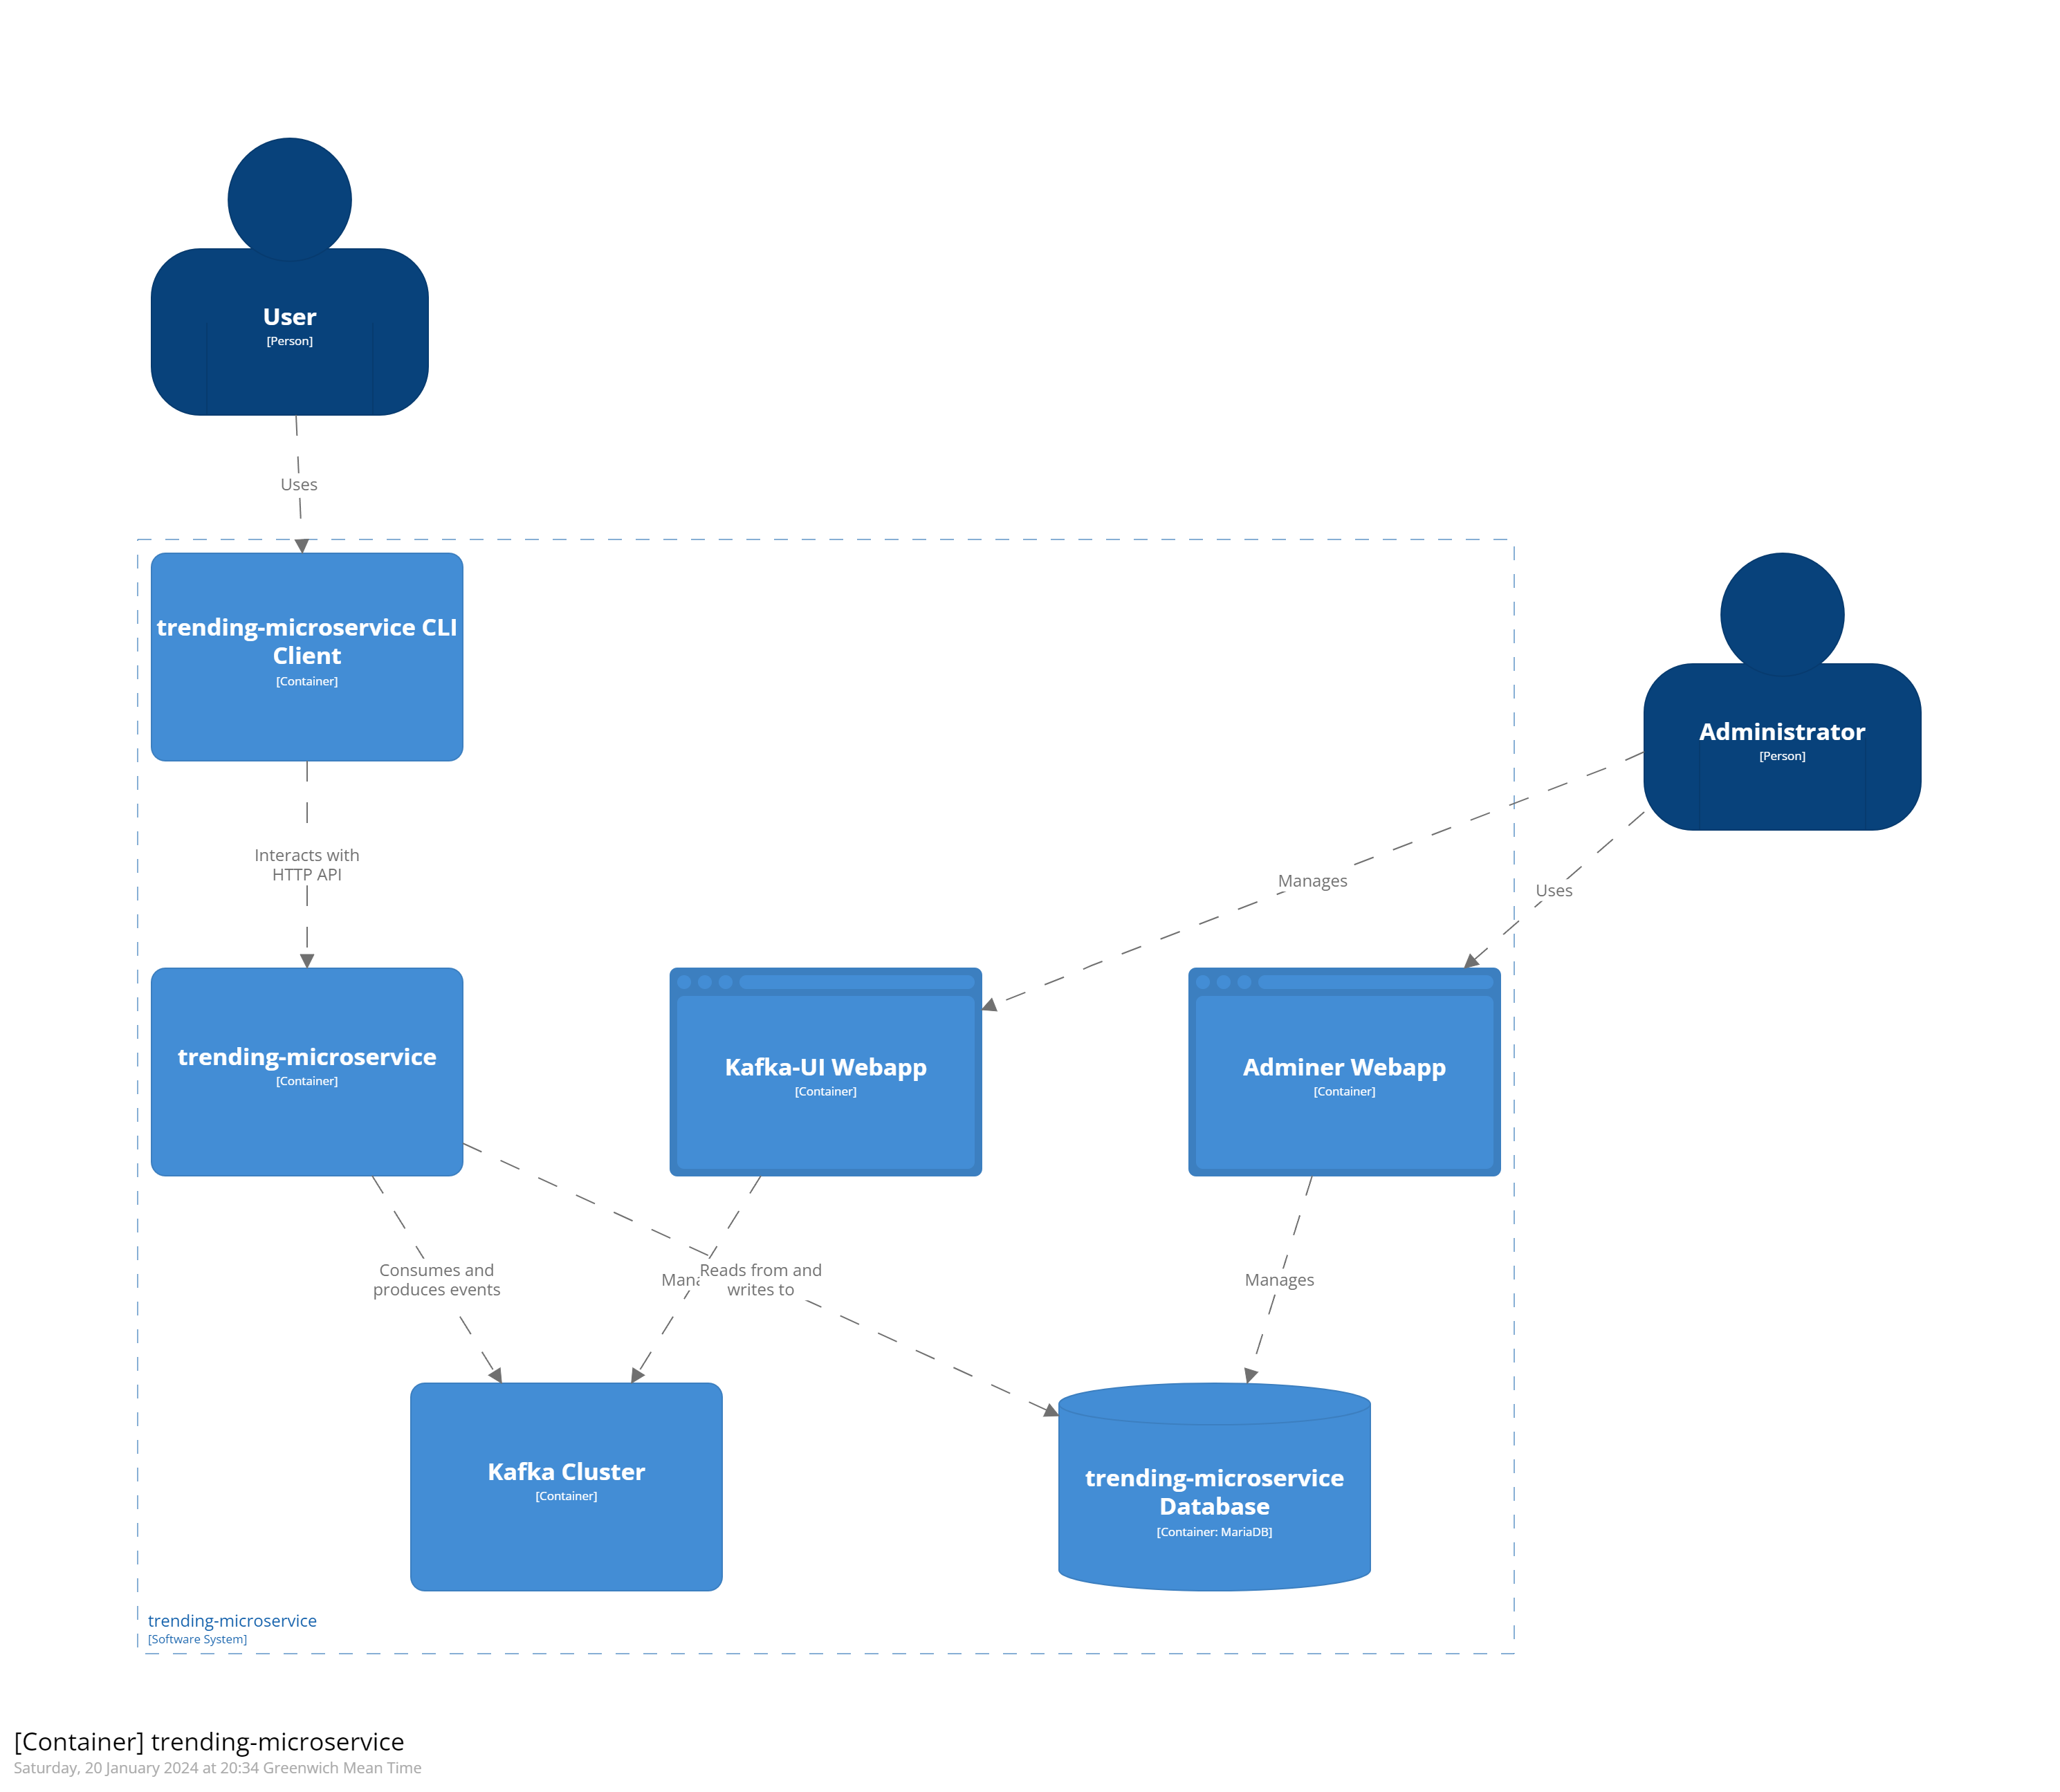 User
[Person]
Uses
trending-microservice CLI
Client
[Container]
Administrator
[Person]
Interacts with
HTTP API
Manages
Uses
trending-microservice
[Container]
Kafka-UI Webapp
[Container]
Adminer Webapp
[Container]
Consumes and
produces events
Reads from and
writes to
Manages
Kafka Cluster
[Container]
trending-microservice
Database
[Container: MariaDB]
trending-microservice
[Software System]
[Container] trending-microservice
Saturday, 20 January 2024 at 20:34 Greenwich Mean Time